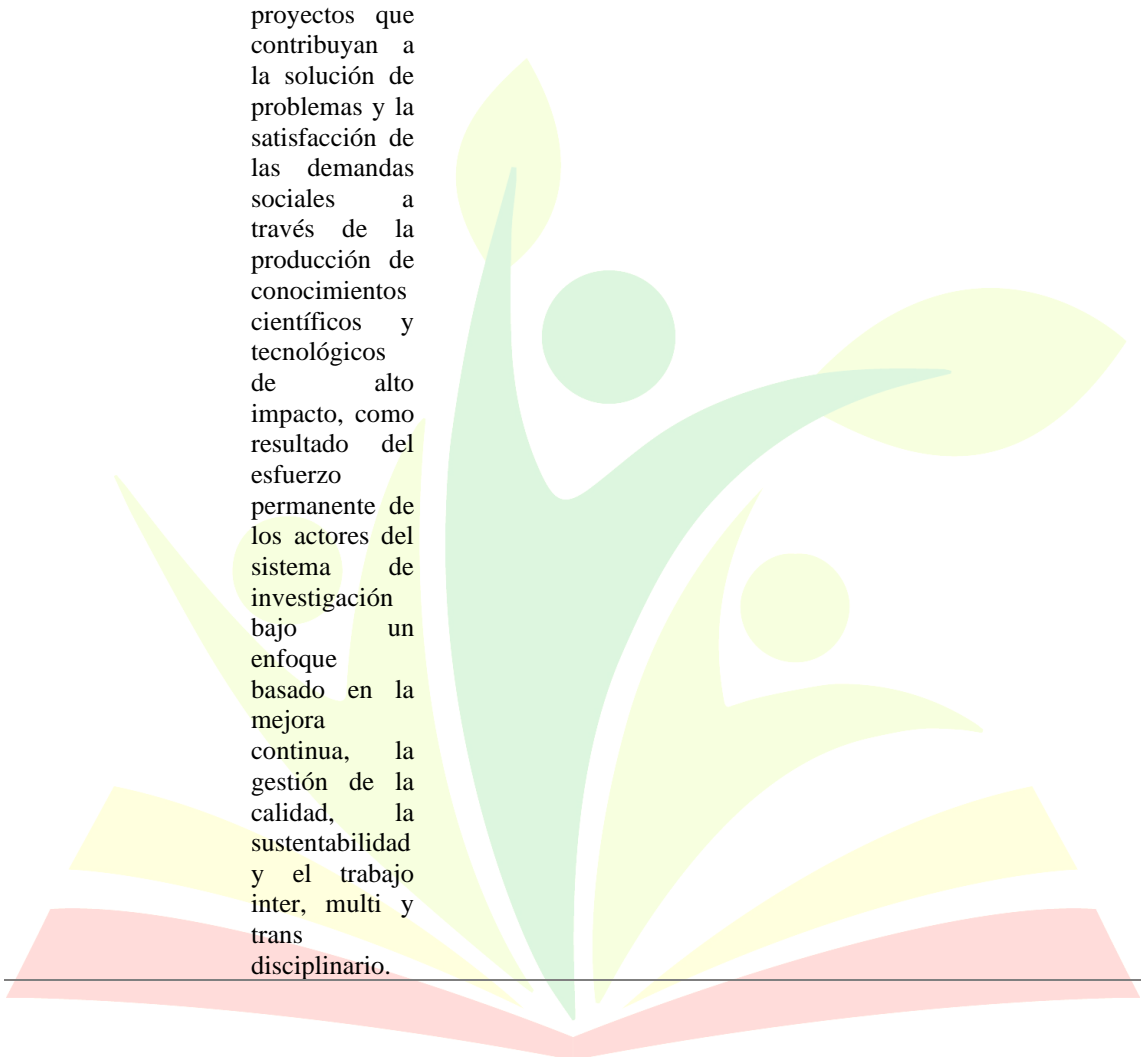 proyectos que
contribuyan a
la solución de
problemas y la
satisfacción de
las demandas
sociales a
través de la
producción de
conocimientos
científicos y
tecnológicos
de alto
impacto, como
resultado del
esfuerzo
permanente de
los actores del
sistema de
investigación
bajo un
enfoque
basado en la
mejora
continua, la
gestión de la
calidad, la
sustentabilidad
y el trabajo
inter, multi y
trans
disciplinario.